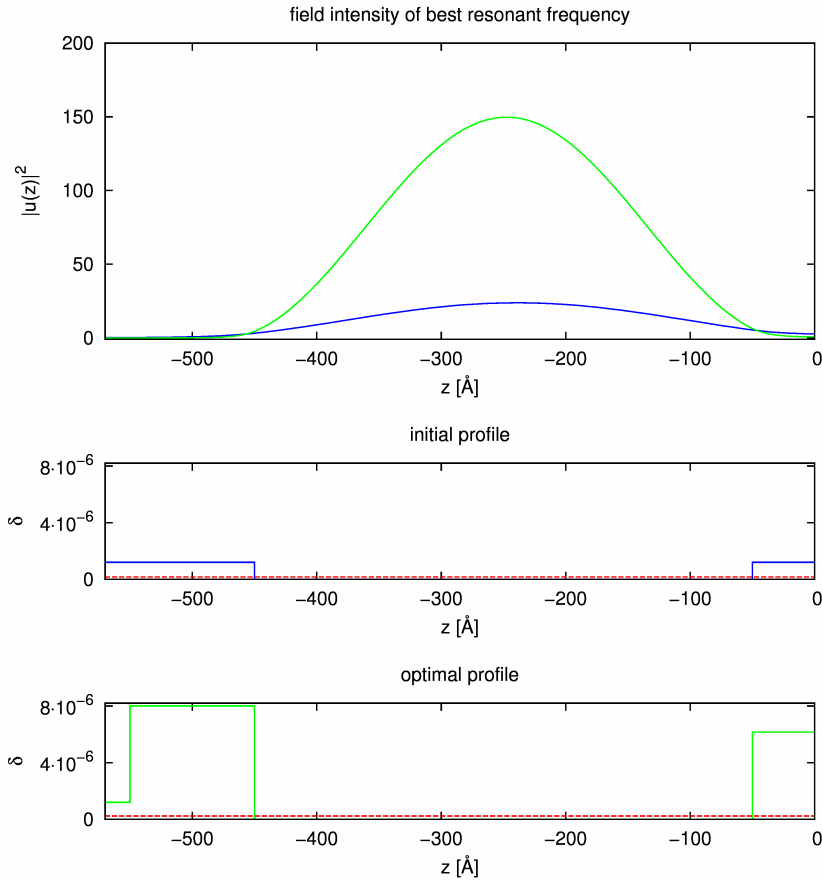 field intensity of best resonant frequency
200
150
100
50
0
|u(z)|²
−500 −400 −300 −200 −100 0
z [Å]
initial profile
8·10⁻⁶
4·10⁻⁶
0
δ
−500 −400 −300 −200 −100 0
z [Å]
optimal profile
8·10⁻⁶
4·10⁻⁶
0
δ
−500 −400 −300 −200 −100 0
z [Å]